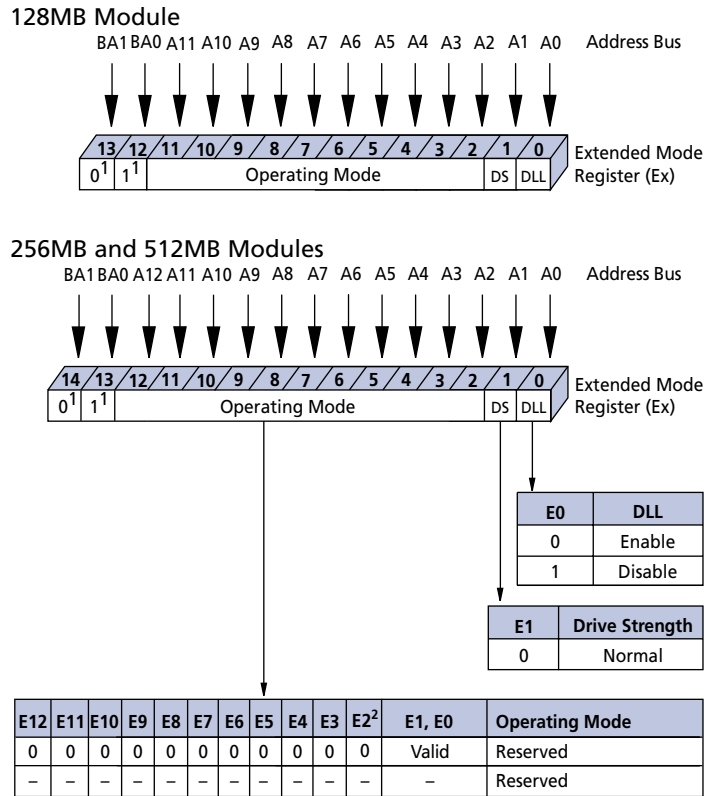 128MB Module
BA1 BA0 A11 A10 A9 A8 A7 A6 A5 A4 A3 A2 A1 A0 Address Bus
13 12 11 10 9 8 7 6 5 4 3 2 1 0
Extended Mode
Register (Ex)
0¹ 1¹ Operating Mode DS DLL
256MB and 512MB Modules
BA1 BA0 A12 A11 A10 A9 A8 A7 A6 A5 A4 A3 A2 A1 A0 Address Bus
14 13 12 11 10 9 8 7 6 5 4 3 2 1 0
Extended Mode
Register (Ex)
0¹ 1¹ Operating Mode DS DLL
E0 DLL
0 Enable
1 Disable
E1 Drive Strength
0 Normal
E12 E11 E10 E9 E8 E7 E6 E5 E4 E3 E2² E1, E0 Operating Mode
0 0 0 0 0 0 0 0 0 0 0 Valid Reserved
– – – – – – – – – – – – Reserved